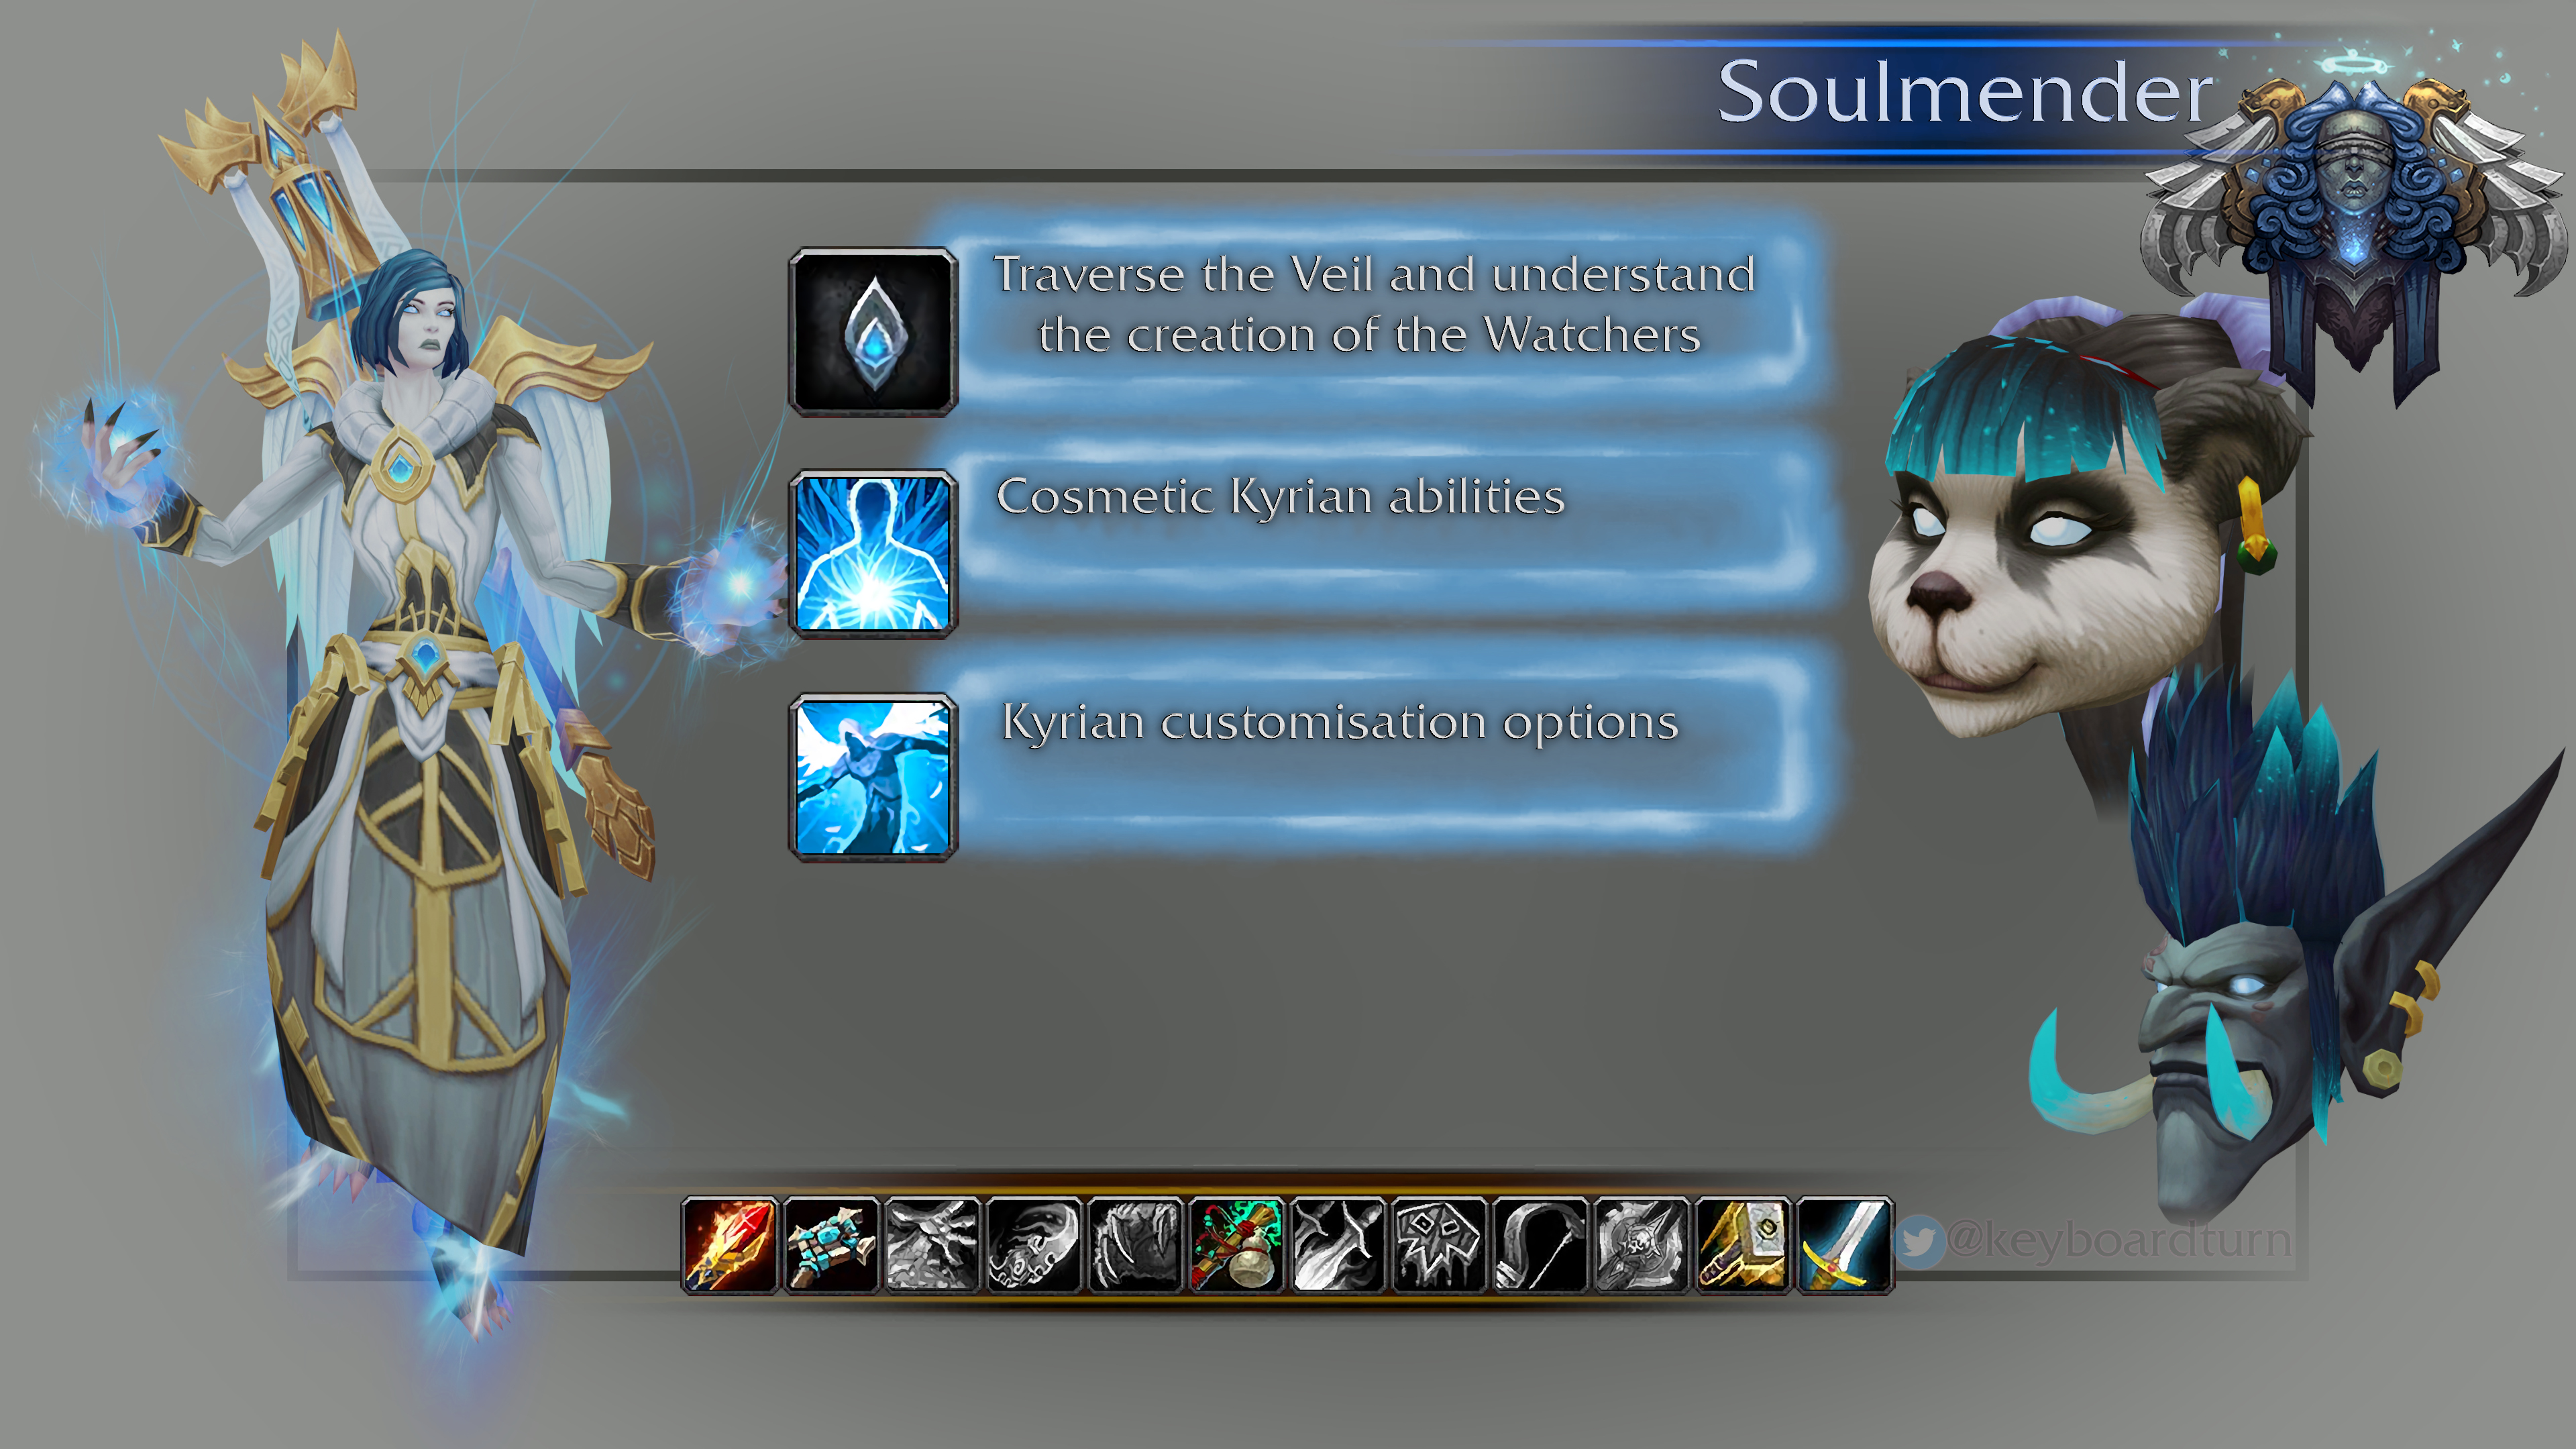 Soulmender
Traverse the Veil and understand
the creation of the Watchers
Cosmetic Kyrian abilities
Kyrian customisation options
@keyboardturn